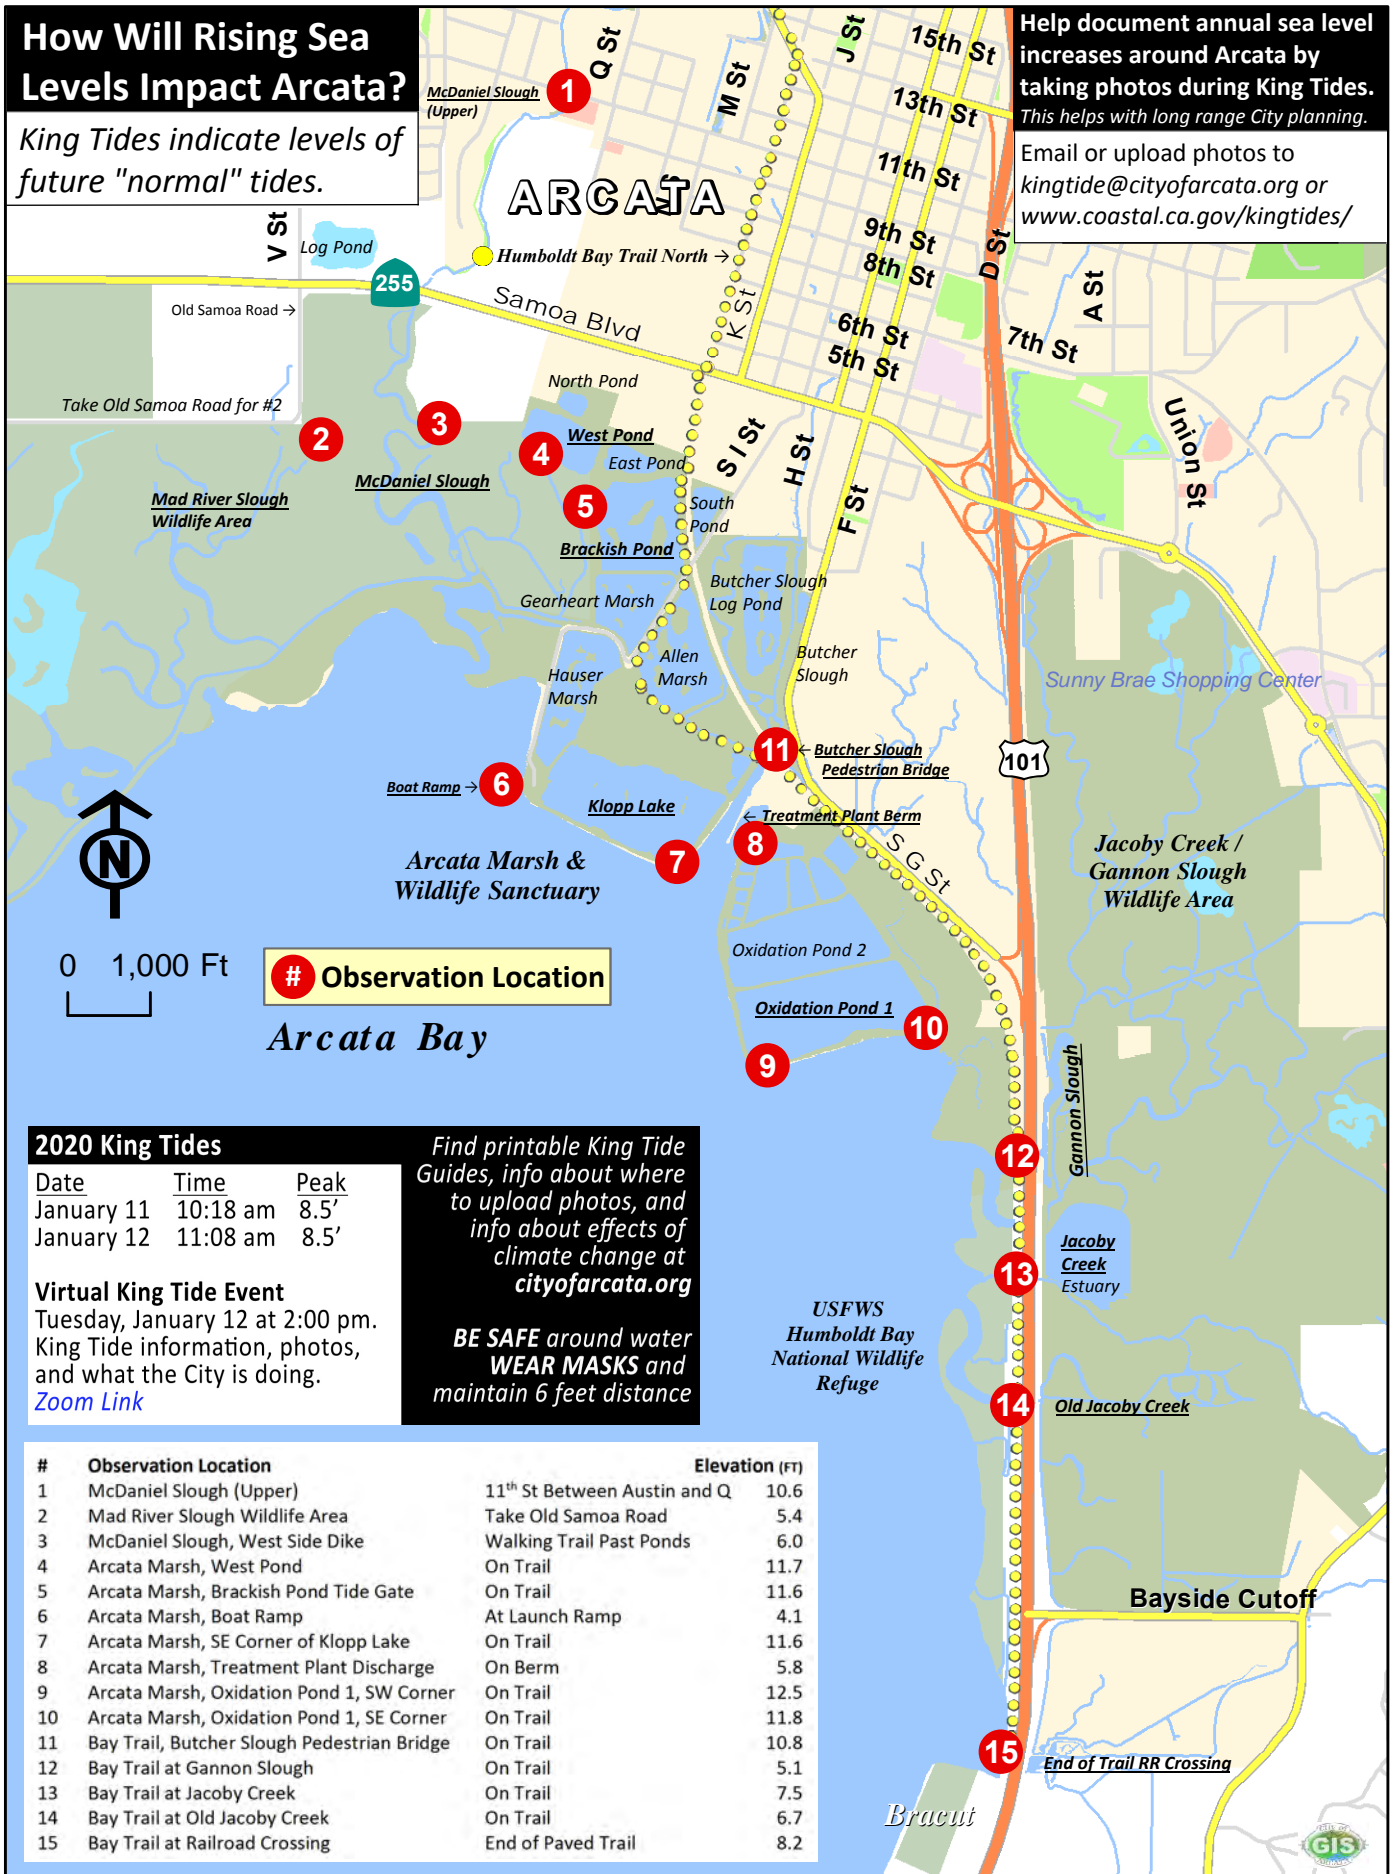 How Will Rising Sea
Levels Impact Arcata?
King Tides indicate levels of
future "normal" tides.
Help document annual sea level
increases around Arcata by
taking photos during King Tides.
This helps with long range City planning.
Email or upload photos to
kingtide@cityofarcata.org or
www.coastal.ca.gov/kingtides/
McDaniel Slough
(Upper)
1
Q St
M St
J St
15th St
13th St
11th St
9th St
8th St
6th St
5th St
7th St
D St
A St
ARCATA
V St
Log Pond
255
Humboldt Bay Trail North →
Old Samoa Road →
Samoa Blvd
K St
Take Old Samoa Road for #2
North Pond
2
3
4
West Pond
East Pond
S I St
H St
F St
Union St
Mad River Slough
Wildlife Area
McDaniel Slough
5
South
Pond
Brackish Pond
Gearheart Marsh
Butcher Slough
Log Pond
Allen
Marsh
Hauser
Marsh
Butcher
Slough
Sunny Brae Shopping Center
11
← Butcher Slough
Pedestrian Bridge
101
Boat Ramp →
6
Klopp Lake
← Treatment Plant Berm
7
8
S G St
N
Arcata Marsh &
Wildlife Sanctuary
Jacoby Creek /
Gannon Slough
Wildlife Area
0 1,000 Ft
# Observation Location
Arcata Bay
Oxidation Pond 2
Oxidation Pond 1
9
10
Gannon Slough
12
13
Jacoby
Creek
Estuary
USFWS
Humboldt Bay
National Wildlife
Refuge
14
Old Jacoby Creek
Bayside Cutoff
15
End of Trail RR Crossing
Bracut
2020 King Tides
Date Time Peak
January 11 10:18 am 8.5’
January 12 11:08 am 8.5’
Virtual King Tide Event
Tuesday, January 12 at 2:00 pm.
King Tide information, photos,
and what the City is doing.
Zoom Link
Find printable King Tide
Guides, info about where
to upload photos, and
info about effects of
climate change at
cityofarcata.org
BE SAFE around water
WEAR MASKS and
maintain 6 feet distance
# Observation Location Elevation (FT)
1 McDaniel Slough (Upper) 11th St Between Austin and Q 10.6
2 Mad River Slough Wildlife Area Take Old Samoa Road 5.4
3 McDaniel Slough, West Side Dike Walking Trail Past Ponds 6.0
4 Arcata Marsh, West Pond On Trail 11.7
5 Arcata Marsh, Brackish Pond Tide Gate On Trail 11.6
6 Arcata Marsh, Boat Ramp At Launch Ramp 4.1
7 Arcata Marsh, SE Corner of Klopp Lake On Trail 11.6
8 Arcata Marsh, Treatment Plant Discharge On Berm 5.8
9 Arcata Marsh, Oxidation Pond 1, SW Corner On Trail 12.5
10 Arcata Marsh, Oxidation Pond 1, SE Corner On Trail 11.8
11 Bay Trail, Butcher Slough Pedestrian Bridge On Trail 10.8
12 Bay Trail at Gannon Slough On Trail 5.1
13 Bay Trail at Jacoby Creek On Trail 7.5
14 Bay Trail at Old Jacoby Creek On Trail 6.7
15 Bay Trail at Railroad Crossing End of Paved Trail 8.2
GIS